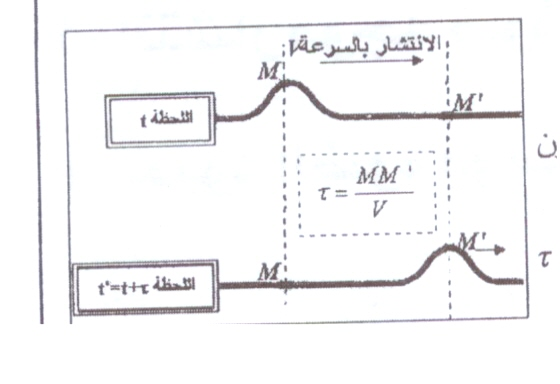 الانتشار بالسرعة V
M
M'
اللحظة t
τ = MM' / V
M'
M
اللحظة t'=t+τ
τ